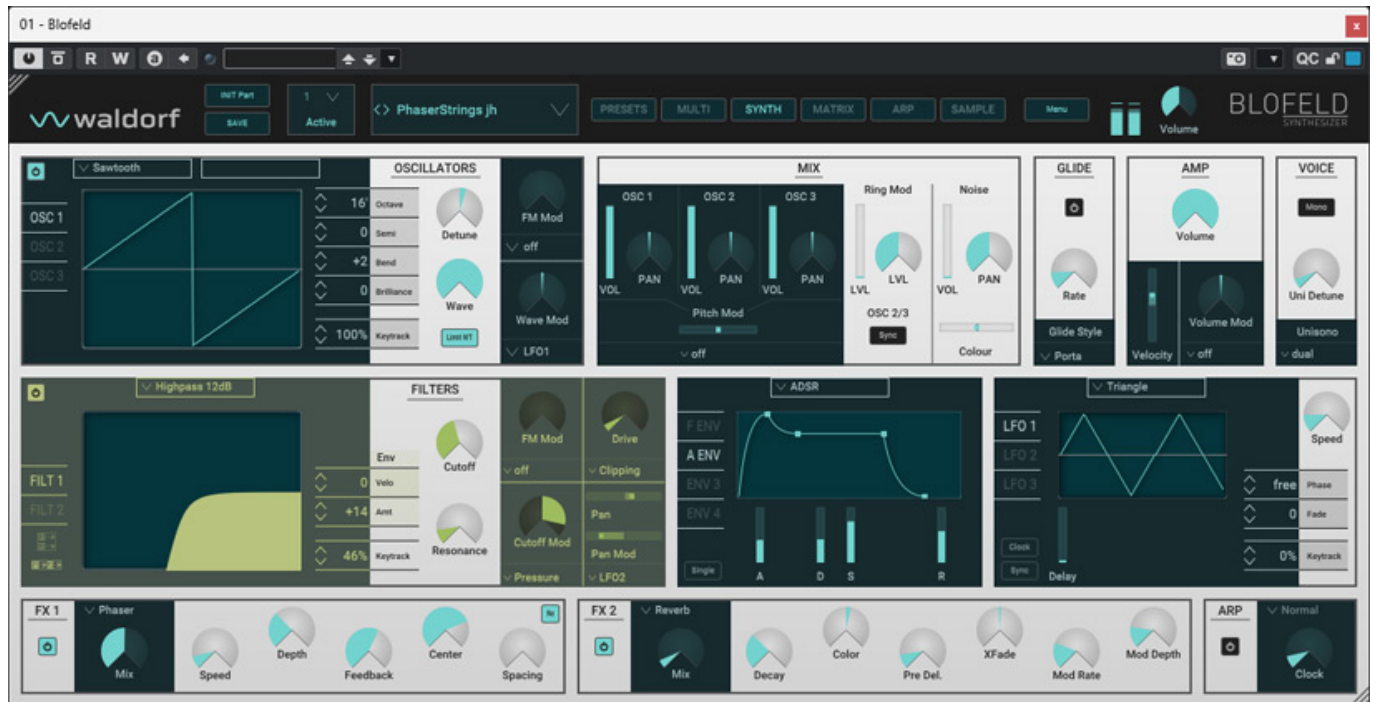 01 - Blofeld
x
R W a QC
waldorf
INIT Part
SAVE
1
Active
<> PhaserStrings jh
PRESETS MULTI SYNTH MATRIX ARP SAMPLE Menu
Volume
BLOFELD
SYNTHESIZER
Sawtooth
OSCILLATORS
OSC 1
OSC 2
OSC 3
16' Octave
0 Semi
+2 Bend
0 Brilliance
100% Keytrack
Detune
Wave
Limit WT
FM Mod
off
Wave Mod
LFO1
MIX
OSC 1 OSC 2 OSC 3
VOL PAN VOL PAN VOL PAN
Pitch Mod
off
Ring Mod
LVL LVL
OSC 2/3
Sync
Noise
VOL PAN
Colour
GLIDE
Rate
Glide Style
Porta
AMP
Volume
Velocity
Volume Mod
off
VOICE
Mono
Uni Detune
Unisono
dual
Highpass 12dB
FILTERS
FILT 1
FILT 2
Env
0 Velo
+14 Amt
46% Keytrack
Cutoff
Resonance
FM Mod
off
Cutoff Mod
Pressure
Drive
Clipping
Pan
Pan Mod
LFO2
ADSR
F ENV
A ENV
ENV 3
ENV 4
Single
A D S R
Triangle
LFO 1
LFO 2
LFO 3
Clock
Sync
Delay
Speed
free Phase
0 Fade
0% Keytrack
FX 1
Phaser
Mix
Speed
Depth
Feedback
Center
Spacing
FX 2
Reverb
Mix
Decay
Color
Pre Del.
XFade
Mod Rate
Mod Depth
ARP
Normal
Clock